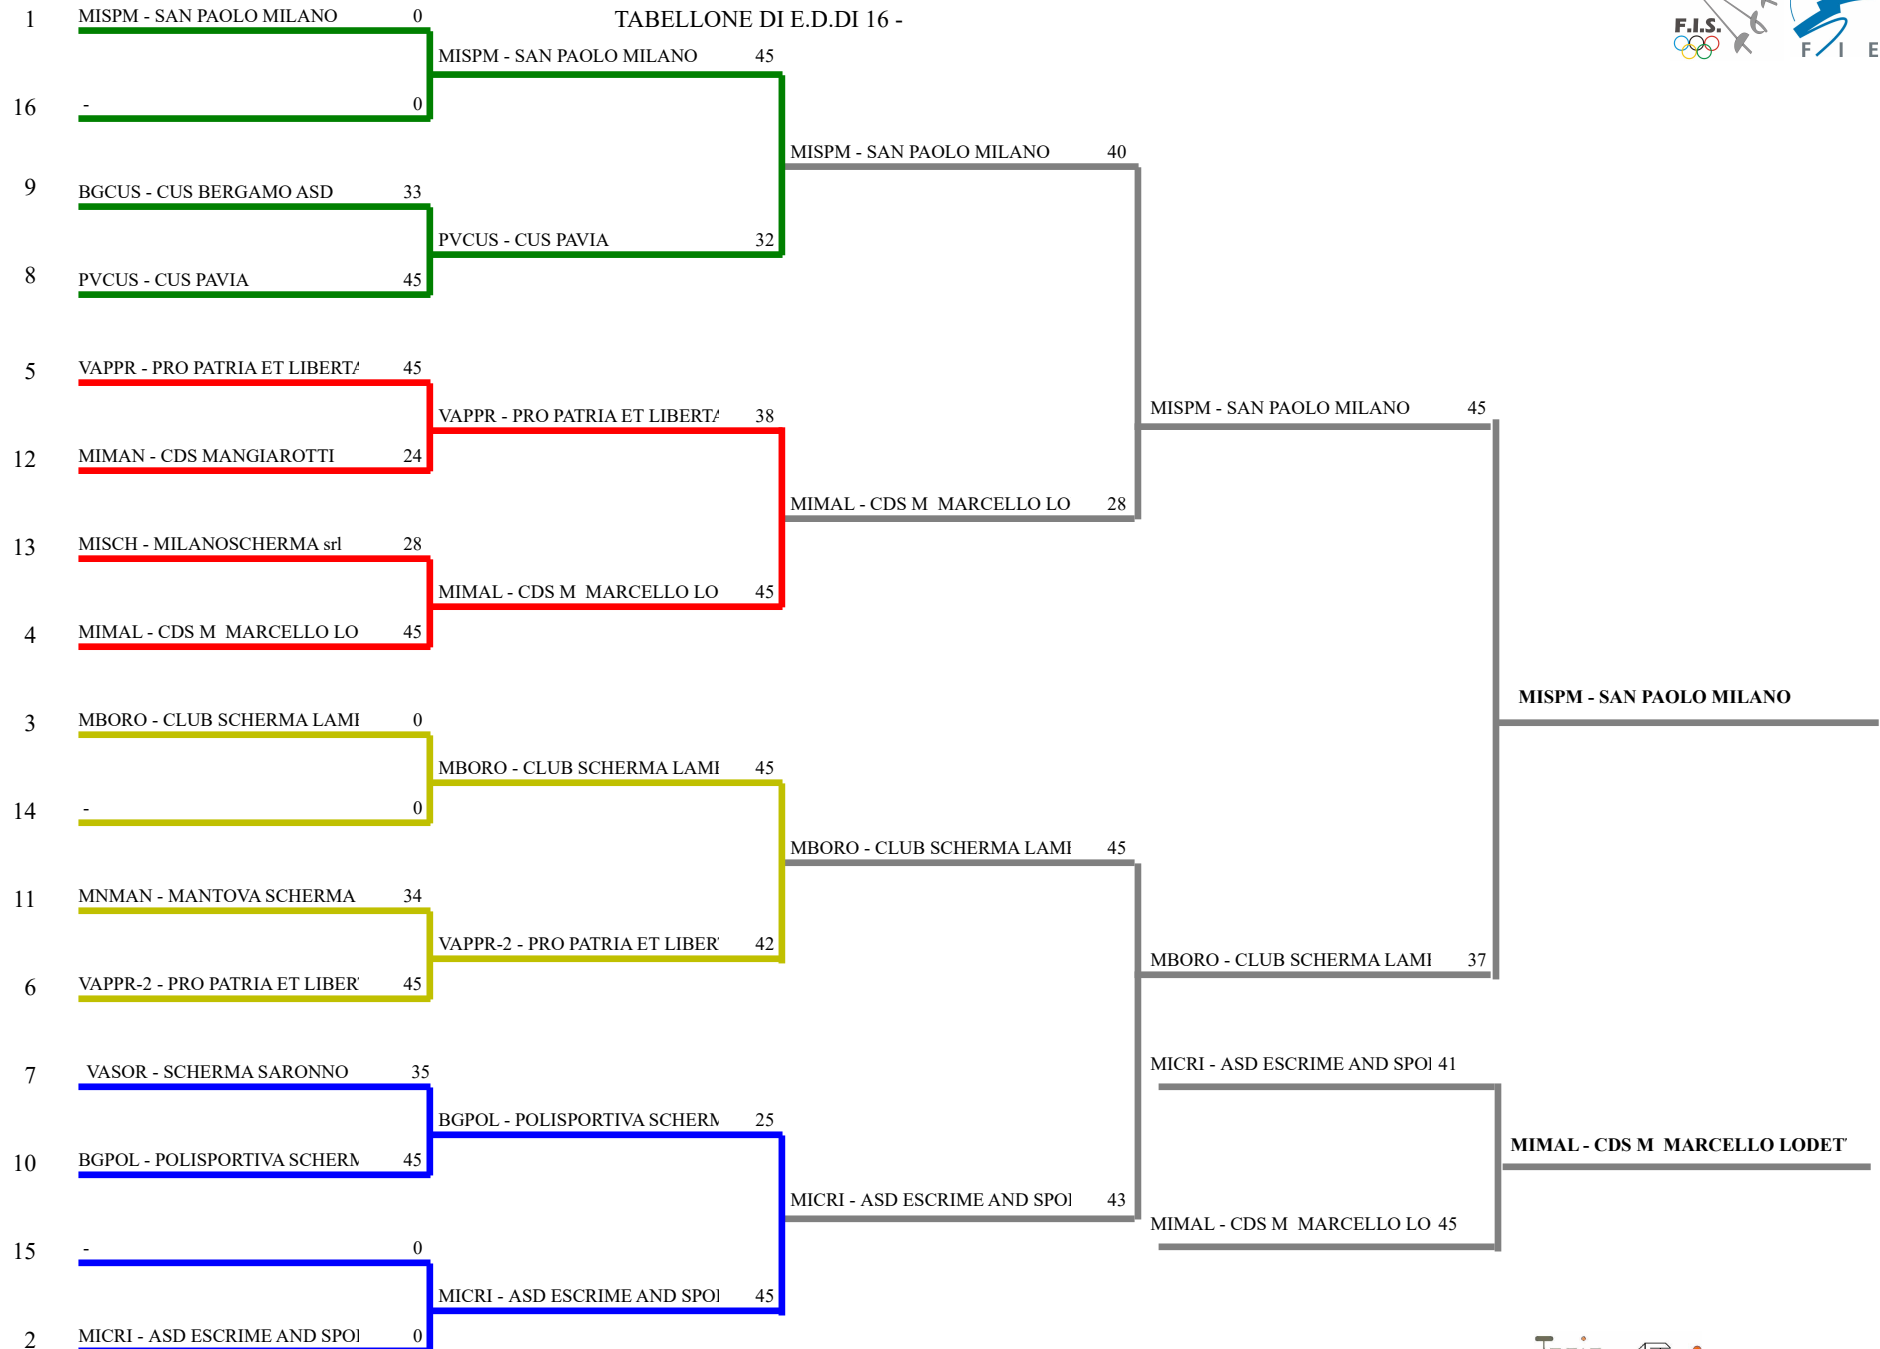 TABELLONE DI E.D.DI 16 -
F.I.S.
F I E
1 MISPM - SAN PAOLO MILANO 0
MISPM - SAN PAOLO MILANO 45
16 - 0
MISPM - SAN PAOLO MILANO 40
9 BGCUS - CUS BERGAMO ASD 33
PVCUS - CUS PAVIA 32
8 PVCUS - CUS PAVIA 45
5 VAPPR - PRO PATRIA ET LIBERTA 45
MISPM - SAN PAOLO MILANO 45
VAPPR - PRO PATRIA ET LIBERTA 38
12 MIMAN - CDS MANGIAROTTI 24
MIMAL - CDS M MARCELLO LO 28
13 MISCH - MILANOSCHERMA srl 28
MIMAL - CDS M MARCELLO LO 45
4 MIMAL - CDS M MARCELLO LO 45
MISPM - SAN PAOLO MILANO
3 MBORO - CLUB SCHERMA LAMI 0
MBORO - CLUB SCHERMA LAMI 45
14 - 0
MBORO - CLUB SCHERMA LAMI 45
11 MNMAN - MANTOVA SCHERMA 34
VAPPR-2 - PRO PATRIA ET LIBER 42
MBORO - CLUB SCHERMA LAMI 37
6 VAPPR-2 - PRO PATRIA ET LIBER 45
MICRI - ASD ESCRIME AND SPOI 41
7 VASOR - SCHERMA SARONNO 35
BGPOL - POLISPORTIVA SCHERM 25
MIMAL - CDS M MARCELLO LODET
10 BGPOL - POLISPORTIVA SCHERM 45
MICRI - ASD ESCRIME AND SPOI 43
MIMAL - CDS M MARCELLO LO 45
15 - 0
MICRI - ASD ESCRIME AND SPOI 45
2 MICRI - ASD ESCRIME AND SPOI 0